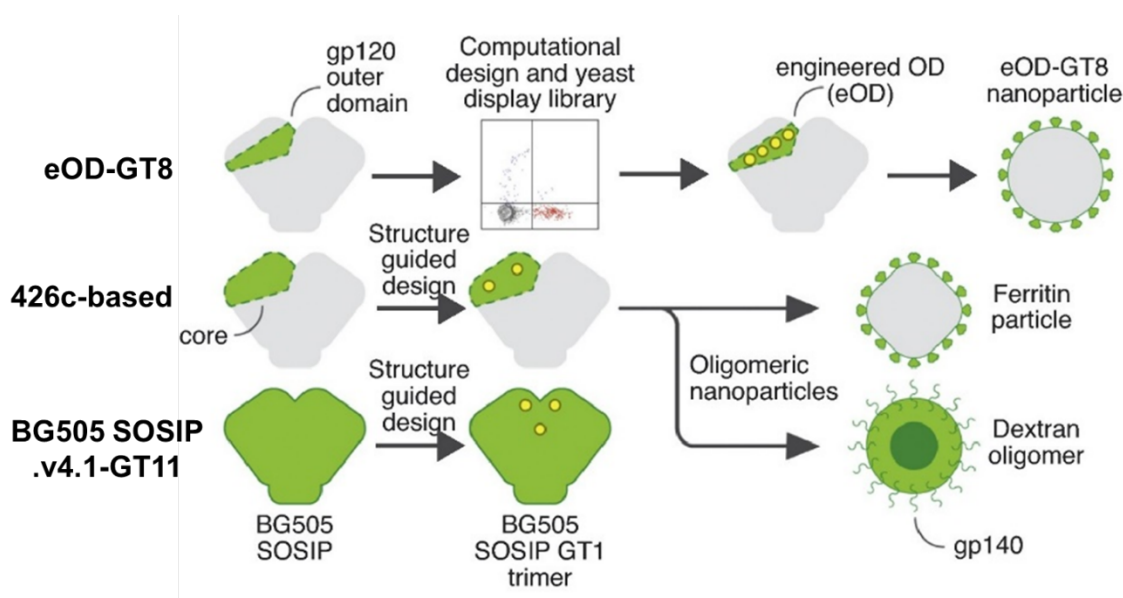 gp120
outer
domain
Computational
design and yeast
display library
engineered OD
(eOD)
eOD-GT8
nanoparticle
eOD-GT8
Structure
guided
design
426c-based
core
Ferritin
particle
Oligomeric
nanoparticles
Structure
guided
design
BG505 SOSIP
.v4.1-GT11
Dextran
oligomer
BG505
SOSIP
BG505
SOSIP GT1
trimer
gp140